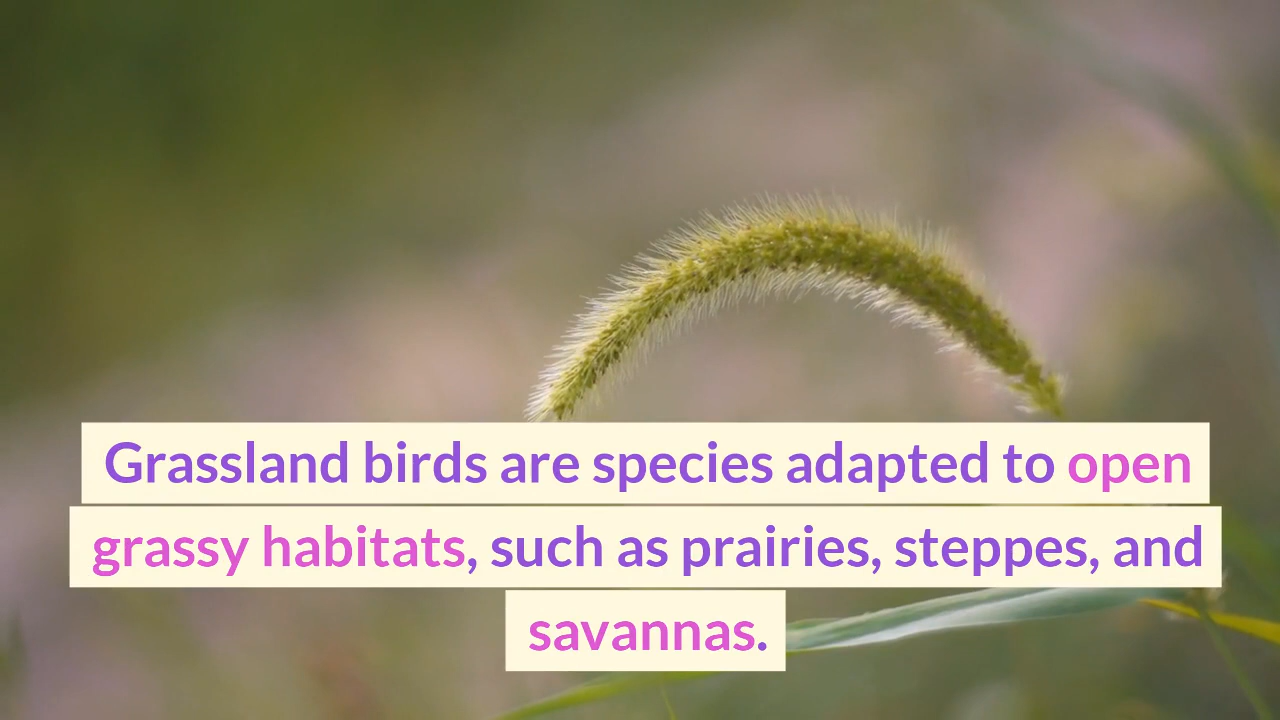 Grassland birds are species adapted to open
grassy habitats, such as prairies, steppes, and
savannas.